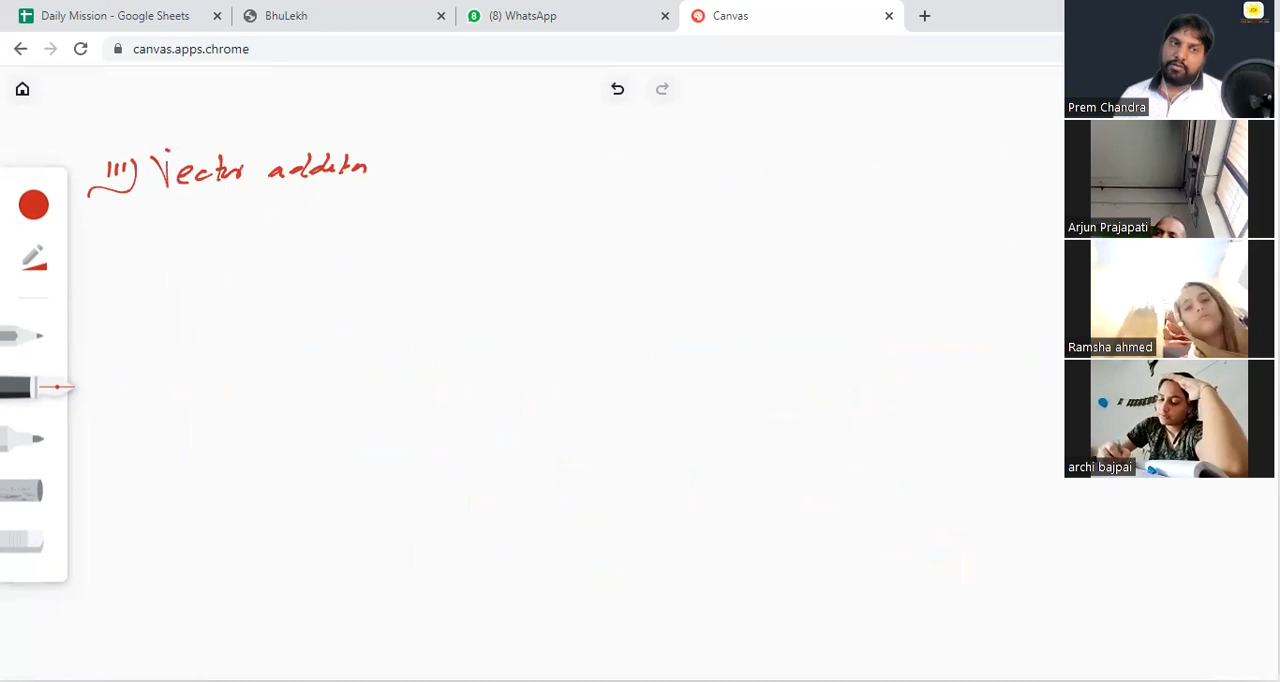 Daily Mission - Google Sheets
BhuLekh
(8) WhatsApp
Canvas
canvas.apps.chrome
Prem Chandra
III) Vector additon
Arjun Prajapati
Ramsha ahmed
archi bajpai